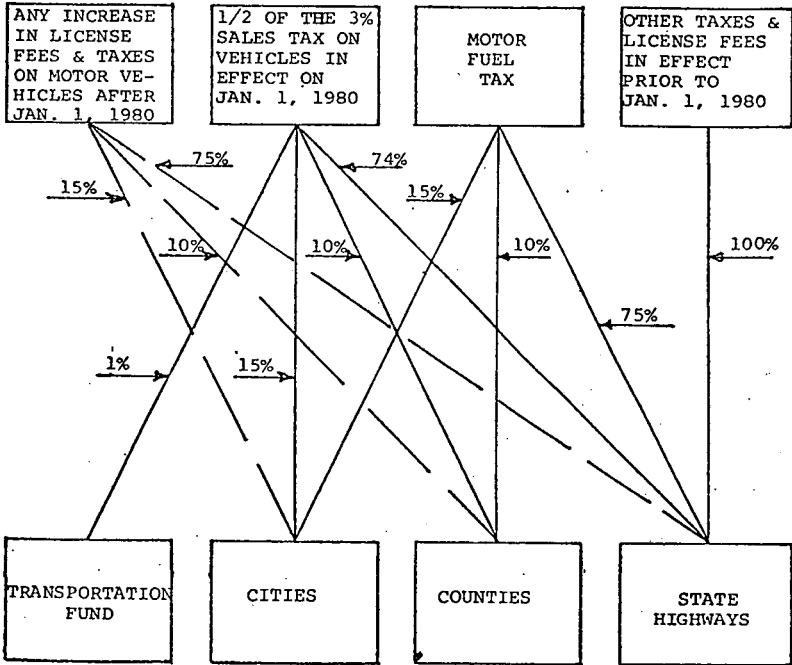 ANY INCREASE
IN LICENSE
FEES & TAXES
ON MOTOR VE-
HICLES AFTER
JAN. 1, 1980
1/2 OF THE 3%
SALES TAX ON
VEHICLES IN
EFFECT ON
JAN. 1, 1980
MOTOR
FUEL
TAX
OTHER TAXES &
LICENSE FEES
IN EFFECT
PRIOR TO
JAN. 1, 1980
75%
74%
15%
15%
10%
10%
10%
100%
75%
1%
15%
TRANSPORTATION
FUND
CITIES
COUNTIES
STATE
HIGHWAYS